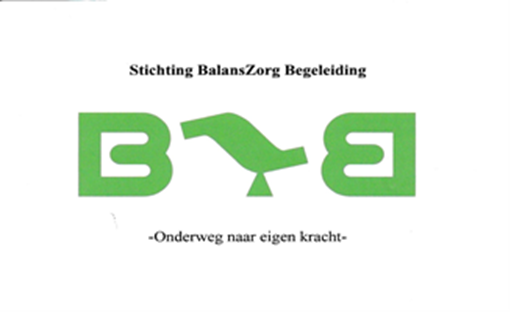 Stichting BalansZorg Begeleiding
B B
-Onderweg naar eigen kracht-